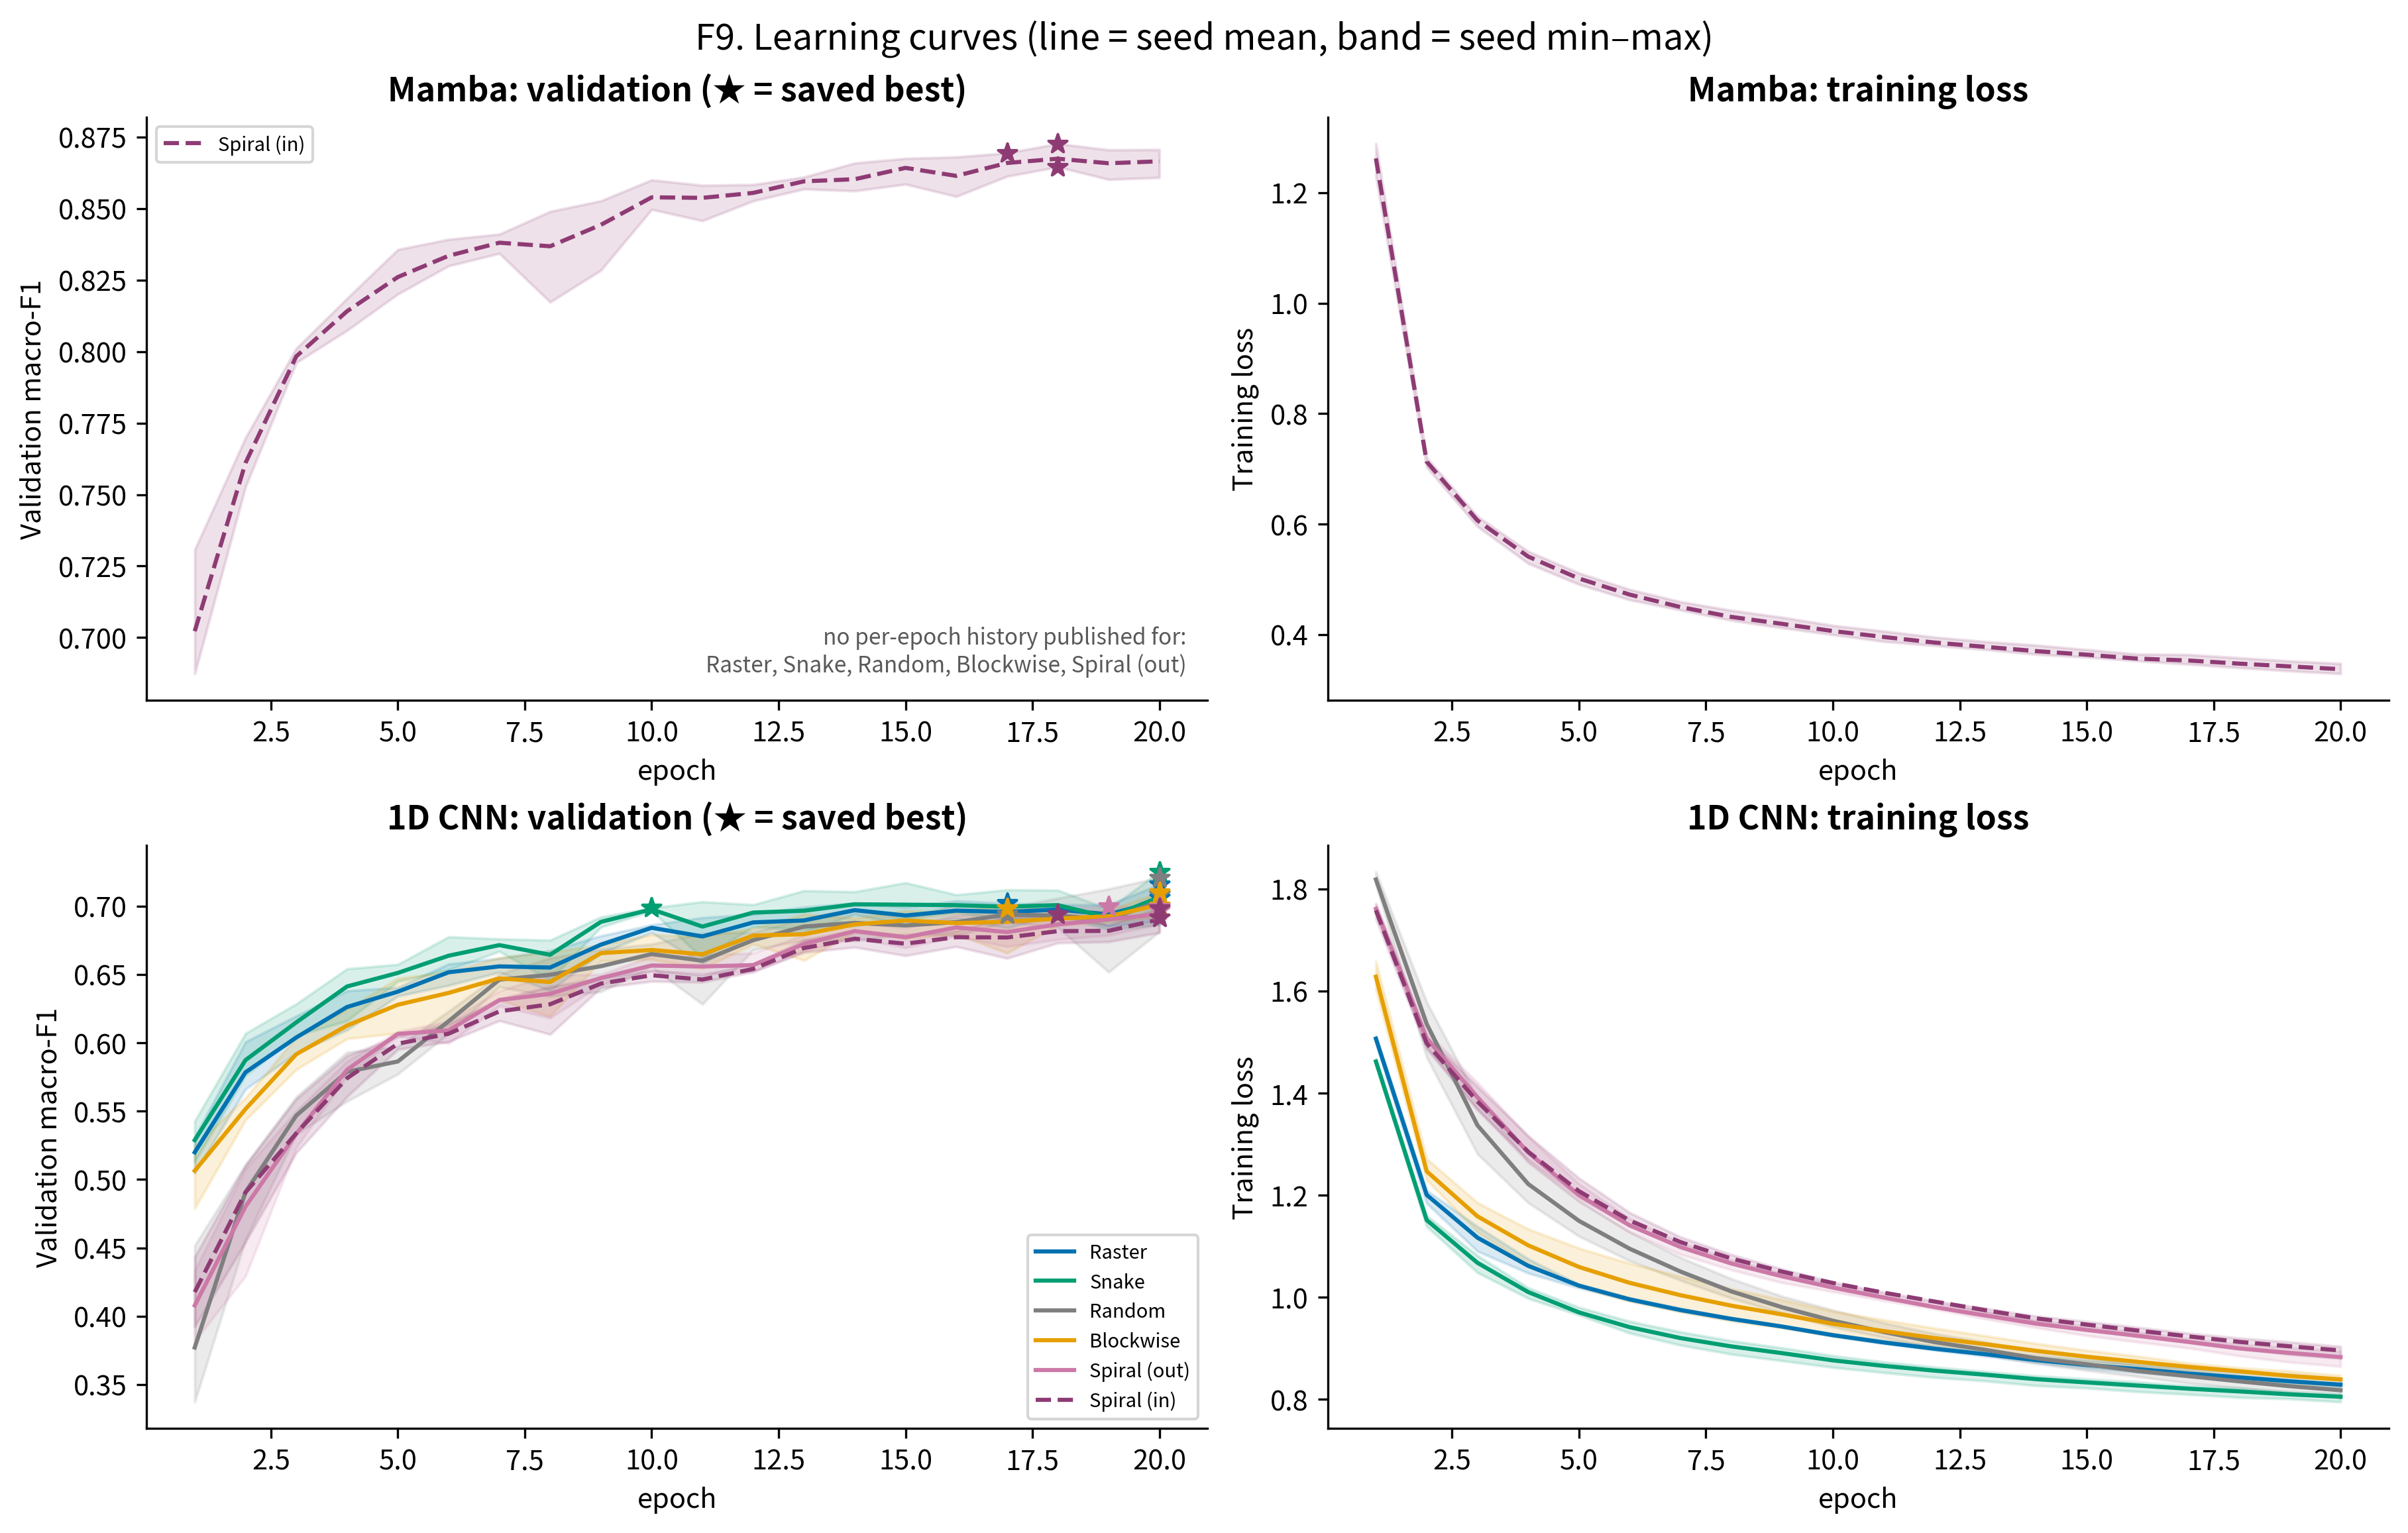 F9. Learning curves (line = seed mean, band = seed min–max)
Mamba: validation (★ = saved best)
Validation macro-F1
0.875
0.850
0.825
0.800
0.775
0.750
0.725
0.700
Spiral (in)
no per-epoch history published for:
Raster, Snake, Random, Blockwise, Spiral (out)
2.5 5.0 7.5 10.0 12.5 15.0 17.5 20.0
epoch
Mamba: training loss
Training loss
1.2
1.0
0.8
0.6
0.4
2.5 5.0 7.5 10.0 12.5 15.0 17.5 20.0
epoch
1D CNN: validation (★ = saved best)
Validation macro-F1
0.70
0.65
0.60
0.55
0.50
0.45
0.40
0.35
Raster
Snake
Random
Blockwise
Spiral (out)
Spiral (in)
2.5 5.0 7.5 10.0 12.5 15.0 17.5 20.0
epoch
1D CNN: training loss
Training loss
1.8
1.6
1.4
1.2
1.0
0.8
2.5 5.0 7.5 10.0 12.5 15.0 17.5 20.0
epoch